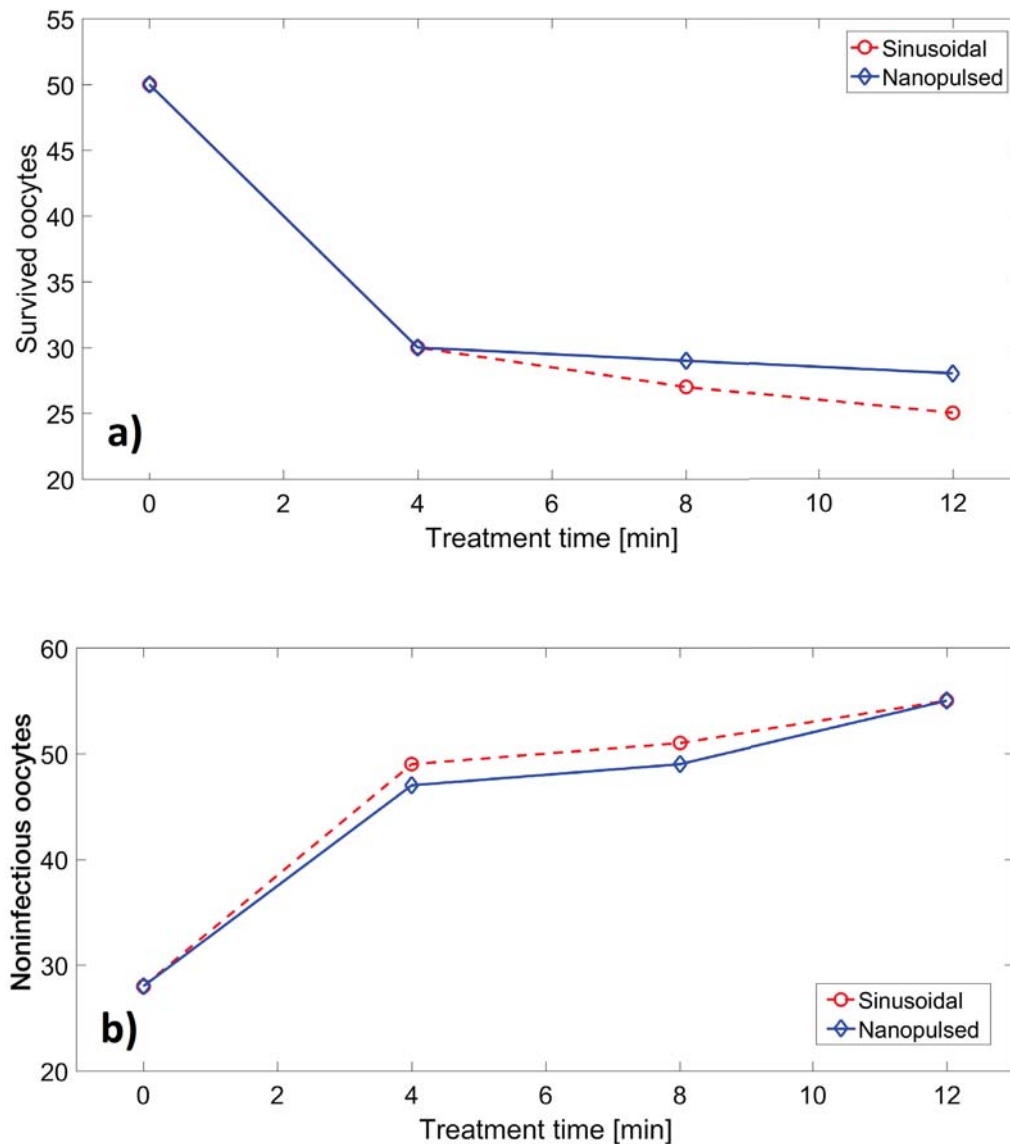 55
50
45
40
35
30
25
20
Survived oocytes
Sinusoidal
Nanopulsed
a)
0 2 4 6 8 10 12
Treatment time [min]
60
50
40
30
20
Noninfectious oocytes
Sinusoidal
Nanopulsed
b)
0 2 4 6 8 10 12
Treatment time [min]